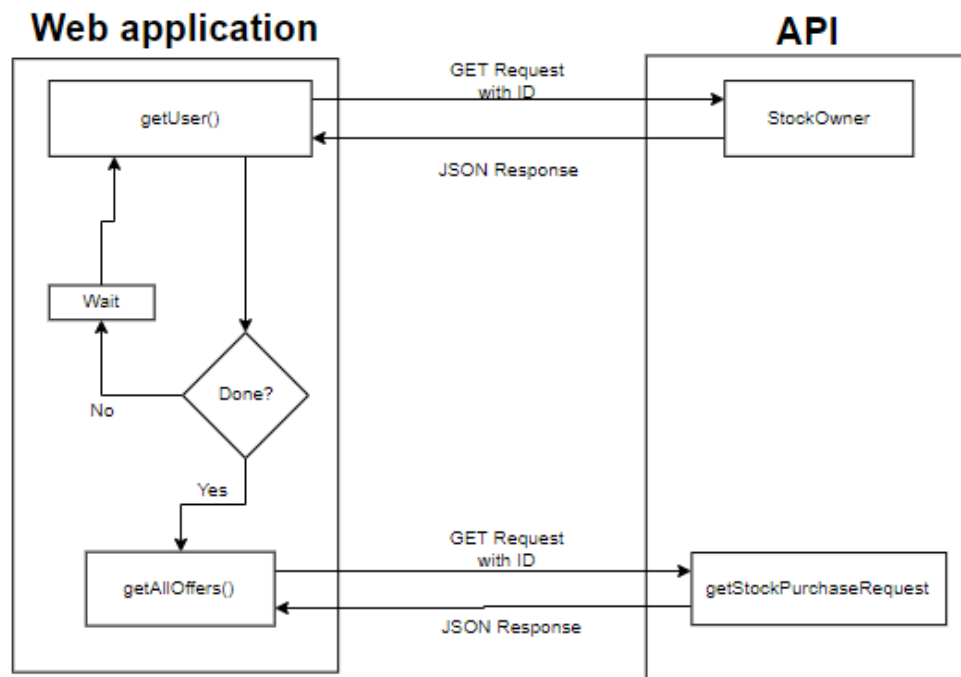 Web application
API
GET Request
with ID
getUser()
StockOwner
JSON Response
Wait
Done?
No
Yes
GET Request
with ID
getAllOffers()
getStockPurchaseRequest
JSON Response